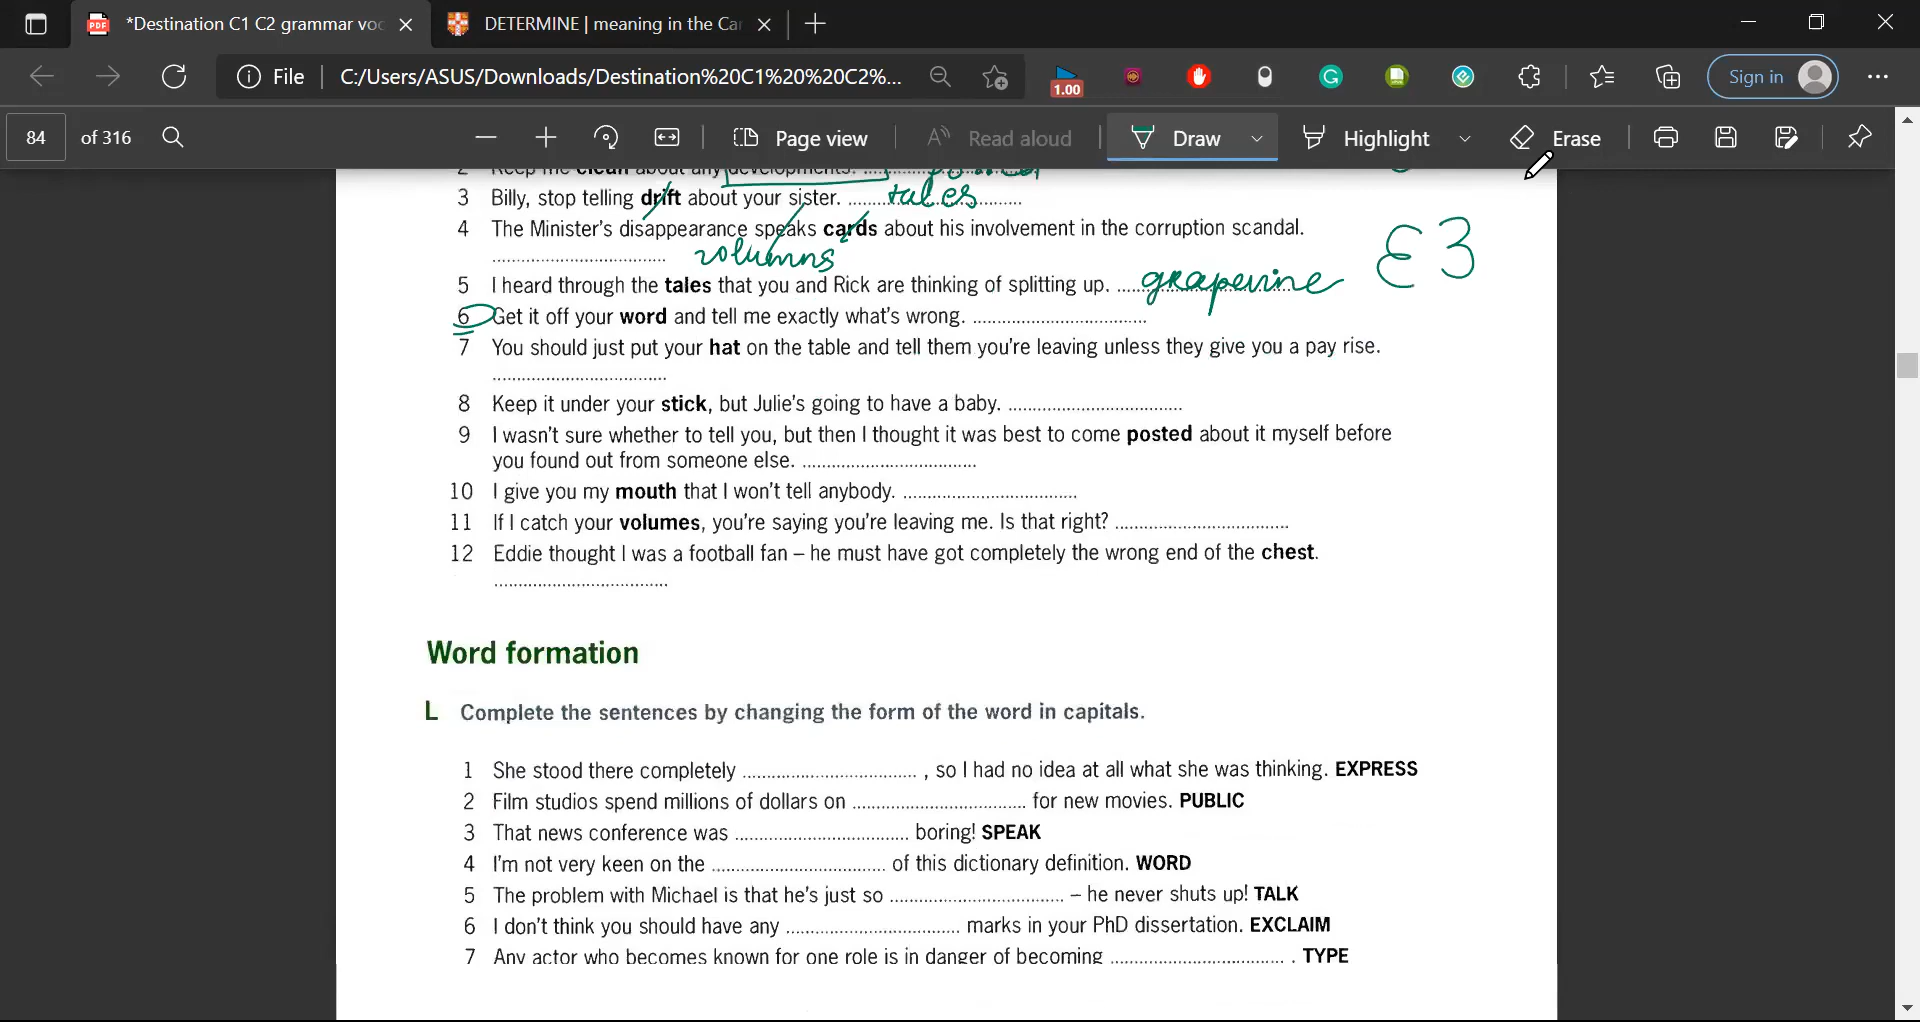 *Destination C1 C2 grammar voc
DETERMINE | meaning in the Ca
File
C:/Users/ASUS/Downloads/Destination%20C1%20%20C2%...
1.00
Sign in
84 of 316
Page view
Read aloud
Draw
Highlight
Erase
2 Keep me clean about any developments. ....................
3 Billy, stop telling drift about your sister. .................... tales
4 The Minister's disappearance speaks cards about his involvement in the corruption scandal.
.................... volumns
5 I heard through the tales that you and Rick are thinking of splitting up. .................... grapevine
ε 3
6 Get it off your word and tell me exactly what's wrong. ....................
7 You should just put your hat on the table and tell them you're leaving unless they give you a pay rise.
....................
8 Keep it under your stick, but Julie's going to have a baby. ....................
9 I wasn't sure whether to tell you, but then I thought it was best to come posted about it myself before
you found out from someone else. ....................
10 I give you my mouth that I won't tell anybody. ....................
11 If I catch your volumes, you're saying you're leaving me. Is that right? ....................
12 Eddie thought I was a football fan – he must have got completely the wrong end of the chest.
....................
Word formation
L Complete the sentences by changing the form of the word in capitals.
1 She stood there completely .................... , so I had no idea at all what she was thinking. EXPRESS
2 Film studios spend millions of dollars on .................... for new movies. PUBLIC
3 That news conference was .................... boring! SPEAK
4 I'm not very keen on the .................... of this dictionary definition. WORD
5 The problem with Michael is that he's just so .................... – he never shuts up! TALK
6 I don't think you should have any .................... marks in your PhD dissertation. EXCLAIM
7 Any actor who becomes known for one role is in danger of becoming .................... . TYPE